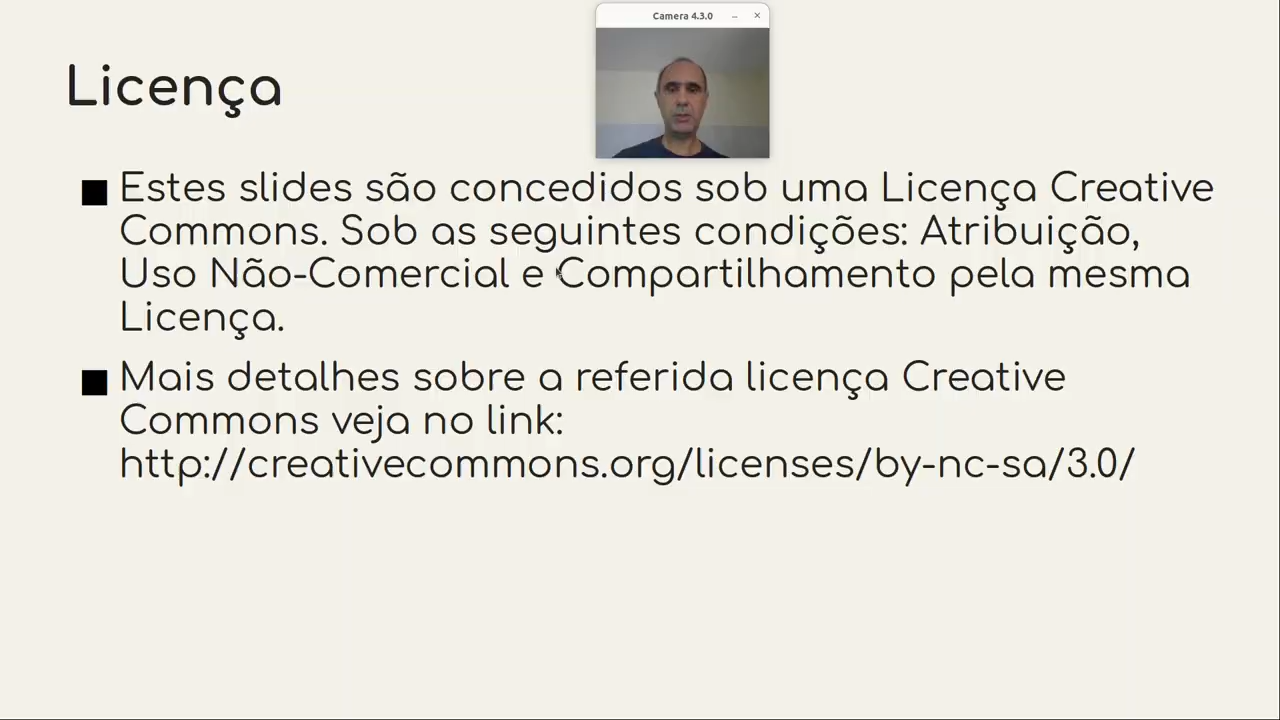 Camera 4.3.0
Licença
Estes slides são concedidos sob uma Licença Creative
Commons. Sob as seguintes condições: Atribuição,
Uso Não-Comercial e Compartilhamento pela mesma
Licença.
Mais detalhes sobre a referida licença Creative
Commons veja no link:
http://creativecommons.org/licenses/by-nc-sa/3.0/